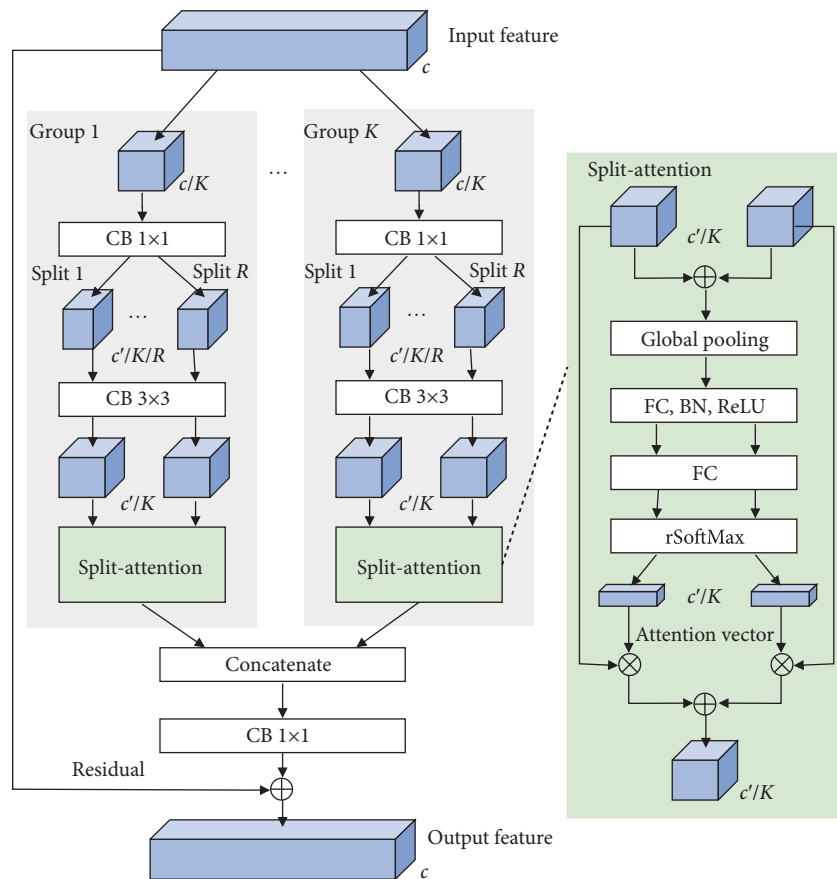 Input feature
c
Group 1
c/K
CB 1×1
Split 1
Split R
...
c′/K/R
CB 3×3
c′/K
Split-attention
...
Group K
c/K
CB 1×1
Split 1
Split R
...
c′/K/R
CB 3×3
c′/K
Split-attention
Concatenate
CB 1×1
Residual
Output feature
c
Split-attention
c′/K
Global pooling
FC, BN, ReLU
FC
rSoftMax
c′/K
Attention vector
c′/K